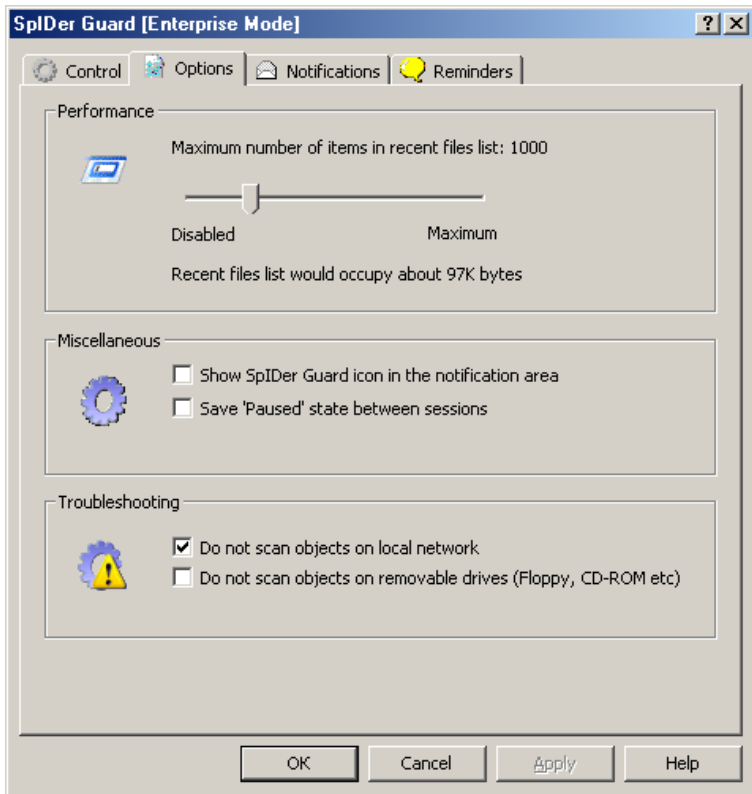 SpIDer Guard [Enterprise Mode]
Control Options Notifications Reminders
Performance
Maximum number of items in recent files list: 1000
Disabled Maximum
Recent files list would occupy about 97K bytes
Miscellaneous
Show SpIDer Guard icon in the notification area
Save 'Paused' state between sessions
Troubleshooting
Do not scan objects on local network
Do not scan objects on removable drives (Floppy, CD-ROM etc)
OK Cancel Apply Help